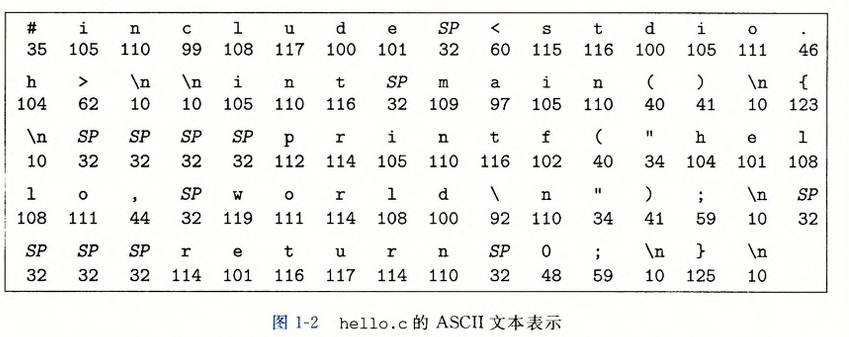 # i n c l u d e SP < s t d i o .
35 105 110 99 108 117 100 101 32 60 115 116 100 105 111 46
h > \n \n i n t SP m a i n ( ) \n {
104 62 10 10 105 110 116 32 109 97 105 110 40 41 10 123
\n SP SP SP SP p r i n t f ( " h e l
10 32 32 32 32 112 114 105 110 116 102 40 34 104 101 108
l o , SP w o r l d \ n " ) ; \n SP
108 111 44 32 119 111 114 108 100 92 110 34 41 59 10 32
SP SP SP r e t u r n SP 0 ; \n } \n
32 32 32 114 101 116 117 114 110 32 48 59 10 125 10
图 1-2 hello.c 的 ASCII 文本表示